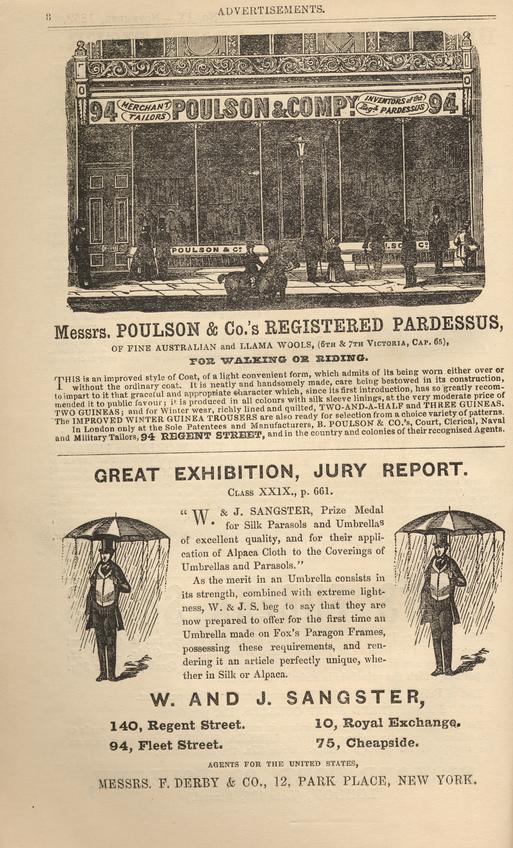 8
ADVERTISEMENTS.
94 MERCHANT TAILORS POULSON & COMPY INVENTORS of the Regd PARDESSUS 94
POULSON & Co
LSON & Co
Messrs. POULSON & Co.'s REGISTERED PARDESSUS,
OF FINE AUSTRALIAN and LLAMA WOOLS, (6TH & 7TH VICTORIA, CAP. 65),
FOR WALKING OR RIDING.
THIS is an improved style of Coat, of a light convenient form, which admits of its being worn either over or
without the ordinary coat. It is neatly and handsomely made, care being bestowed in its construction,
to impart to it that graceful and appropriate character which, since its first introduction, has so greatly recom-
mended it to public favour; it is produced in all colours with silk sleeve linings, at the very moderate price of
TWO GUINEAS; and for Winter wear, richly lined and quilted, TWO-AND-A-HALF and THREE GUINEAS.
The IMPROVED WINTER GUINEA TROUSERS are also ready for selection from a choice variety of patterns.
In London only at the Sole Patentees and Manufacturers, B. POULSON & CO.'S, Court, Clerical, Naval
and Military Tailors, 94 REGENT STREET, and in the country and colonies of their recognised Agents.
GREAT EXHIBITION, JURY REPORT.
CLASS XXIX., p. 661.
"W. & J. SANGSTER, Prize Medal
for Silk Parasols and Umbrellas
of excellent quality, and for their appli-
cation of Alpaca Cloth to the Coverings of
Umbrellas and Parasols."
As the merit in an Umbrella consists in
its strength, combined with extreme light-
ness, W. & J. S. beg to say that they are
now prepared to offer for the first time an
Umbrella made on Fox's Paragon Frames,
possessing these requirements, and ren-
dering it an article perfectly unique, whe-
ther in Silk or Alpaca.
W. AND J. SANGSTER,
140, Regent Street. 10, Royal Exchange.
94, Fleet Street. 75, Cheapside.
AGENTS FOR THE UNITED STATES,
MESSRS. F. DERBY & CO., 12, PARK PLACE, NEW YORK.